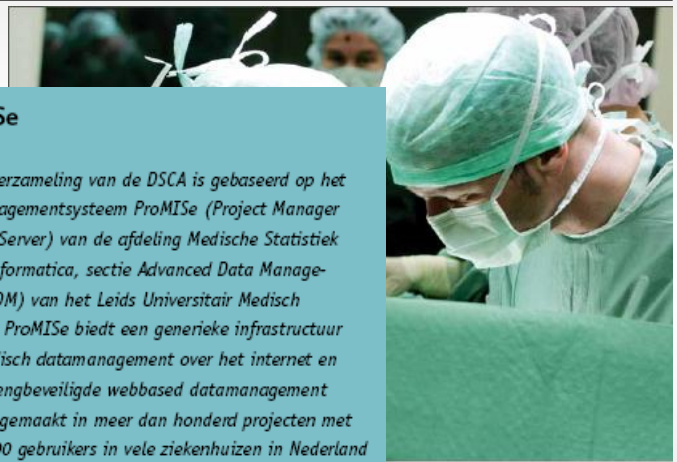 Se
erzameling van de DSCA is gebaseerd op het
agementsysteem ProMISe (Project Manager
Server) van de afdeling Medische Statistiek
formatica, sectie Advanced Data Manage-
M) van het Leids Universitair Medisch
ProMISe biedt een generieke infrastructuur
isch datamanagement over het internet en
engbeveiligde webbased datamanagement
gemaakt in meer dan honderd projecten met
00 gebruikers in vele ziekenhuizen in Nederland